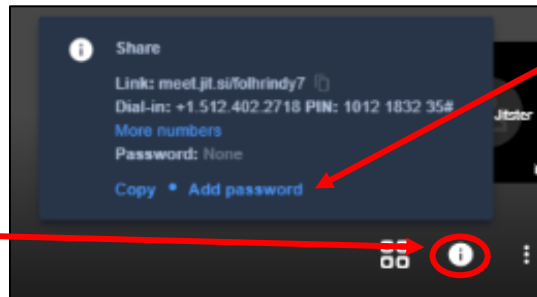 Share
Link: meet.jit.si/folhrindy7
Dial-in: +1.512.402.2718 PIN: 1012 1832 35#
More numbers
Password: None
Copy • Add password
Jitster